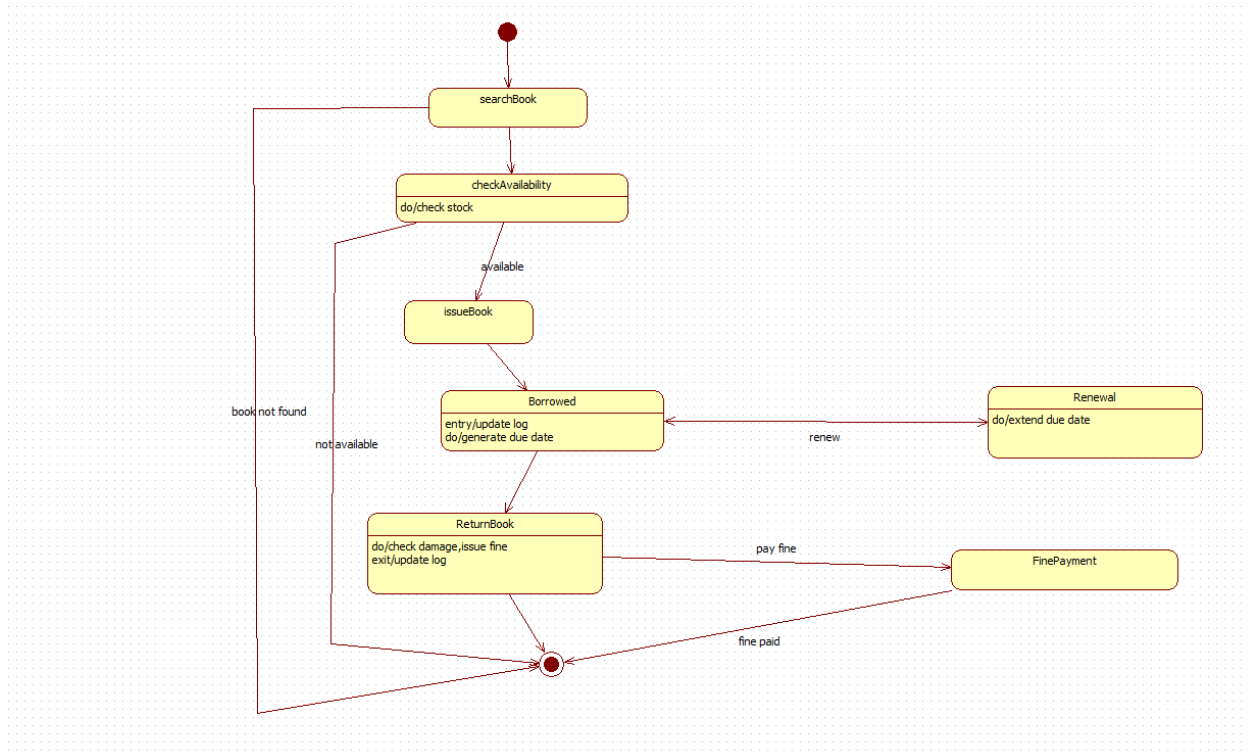 searchBook
checkAvailability
do/check stock
available
issueBook
Borrowed
entry/update log
do/generate due date
Renewal
do/extend due date
renew
book not found
not available
ReturnBook
do/check damage,issue fine
exit/update log
pay fine
FinePayment
fine paid